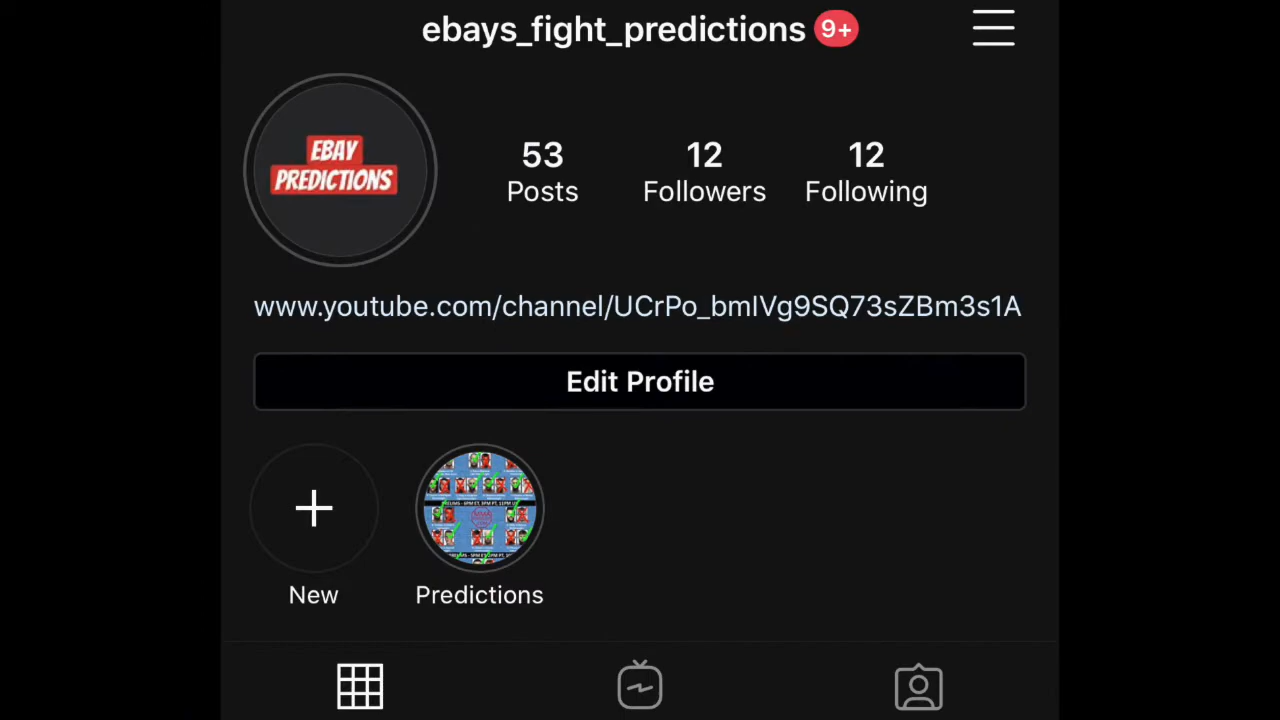 ebays_fight_predictions 9+
EBAY
PREDICTIONS
53 12 12
Posts Followers Following
www.youtube.com/channel/UCrPo_bmIVg9SQ73sZBm3s1A
Edit Profile
New Predictions